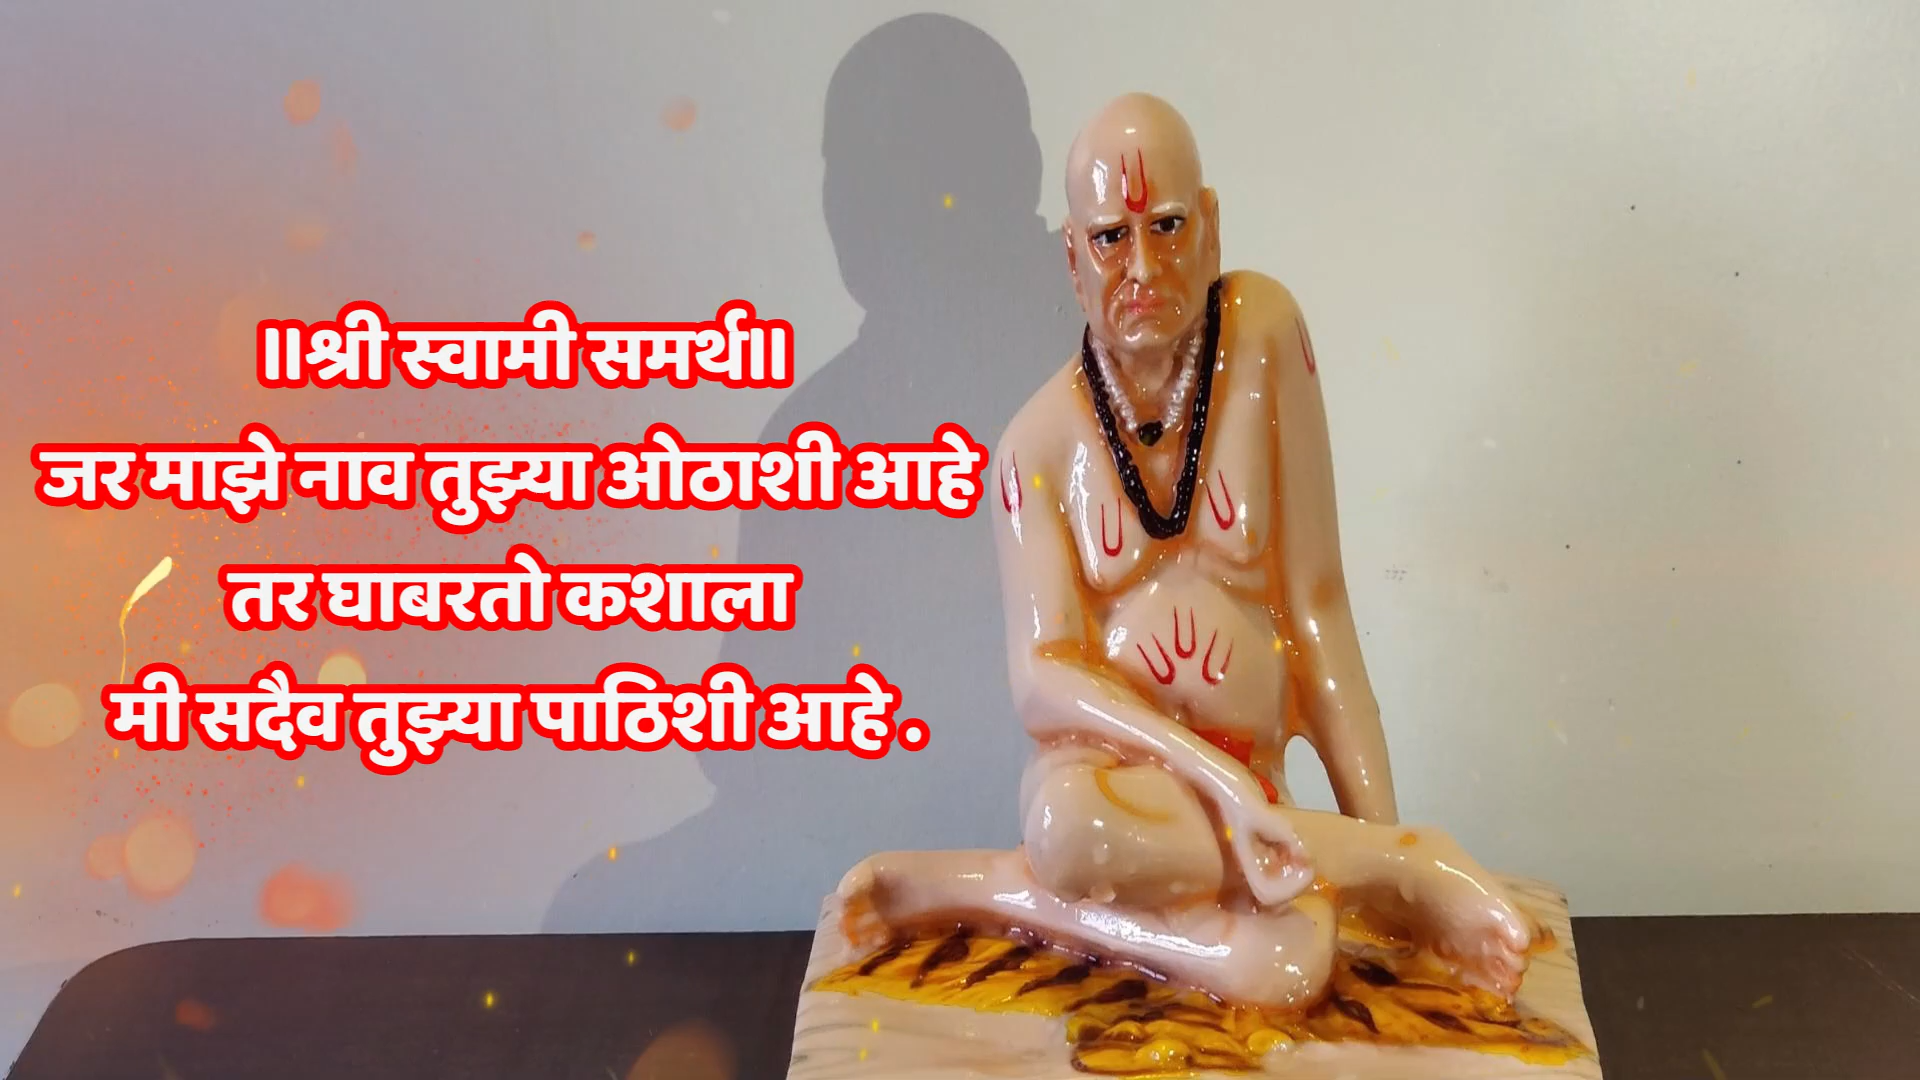 ॥श्री स्वामी समर्थ॥
जर माझे नाव तुझ्या ओठाशी आहे
तर घाबरतो कशाला
मी सदैव तुझ्या पाठिशी आहे.